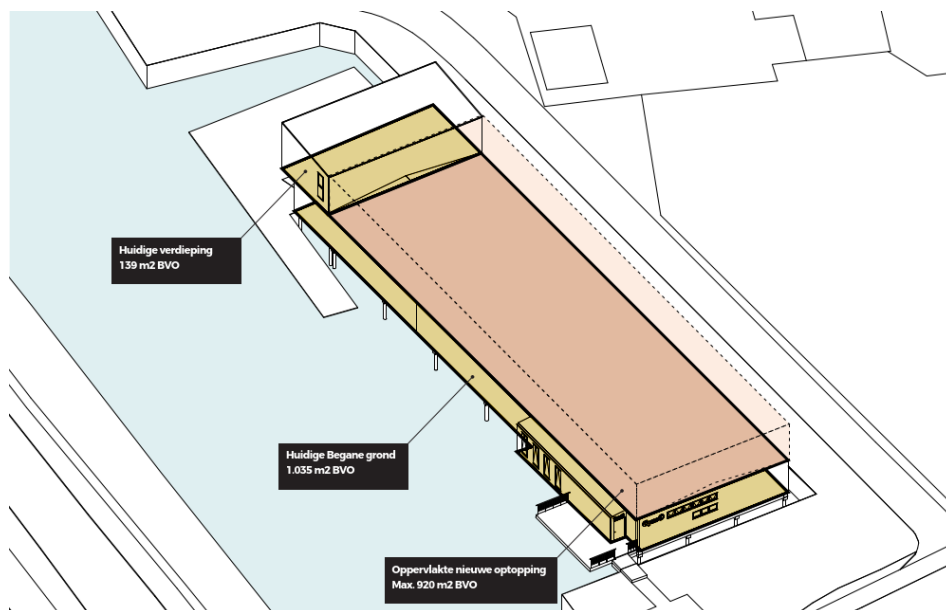 Huidige verdieping
139 m2 BVO
Huidige Begane grond
1.035 m2 BVO
Oppervlakte nieuwe optopping
Max. 920 m2 BVO